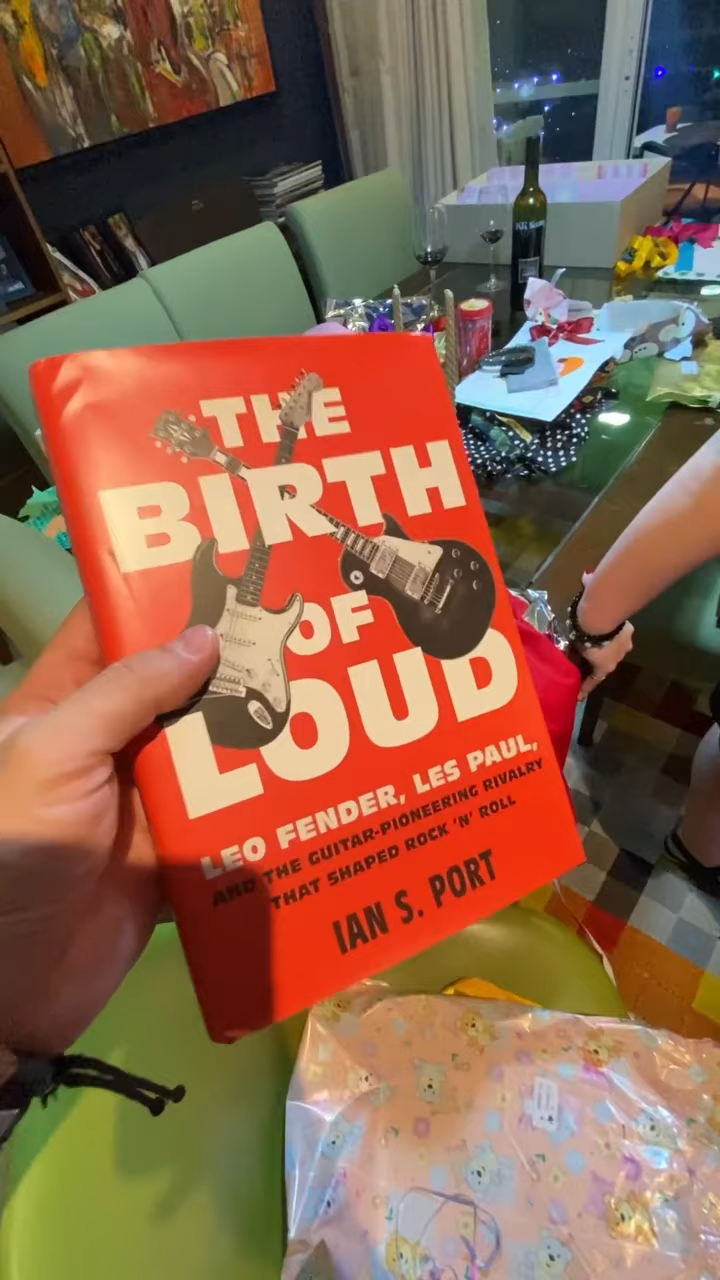 THE
BIRTH
OF
LOUD
LEO FENDER, LES PAUL,
AND THE GUITAR-PIONEERING RIVALRY
THAT SHAPED ROCK 'N' ROLL
IAN S. PORT